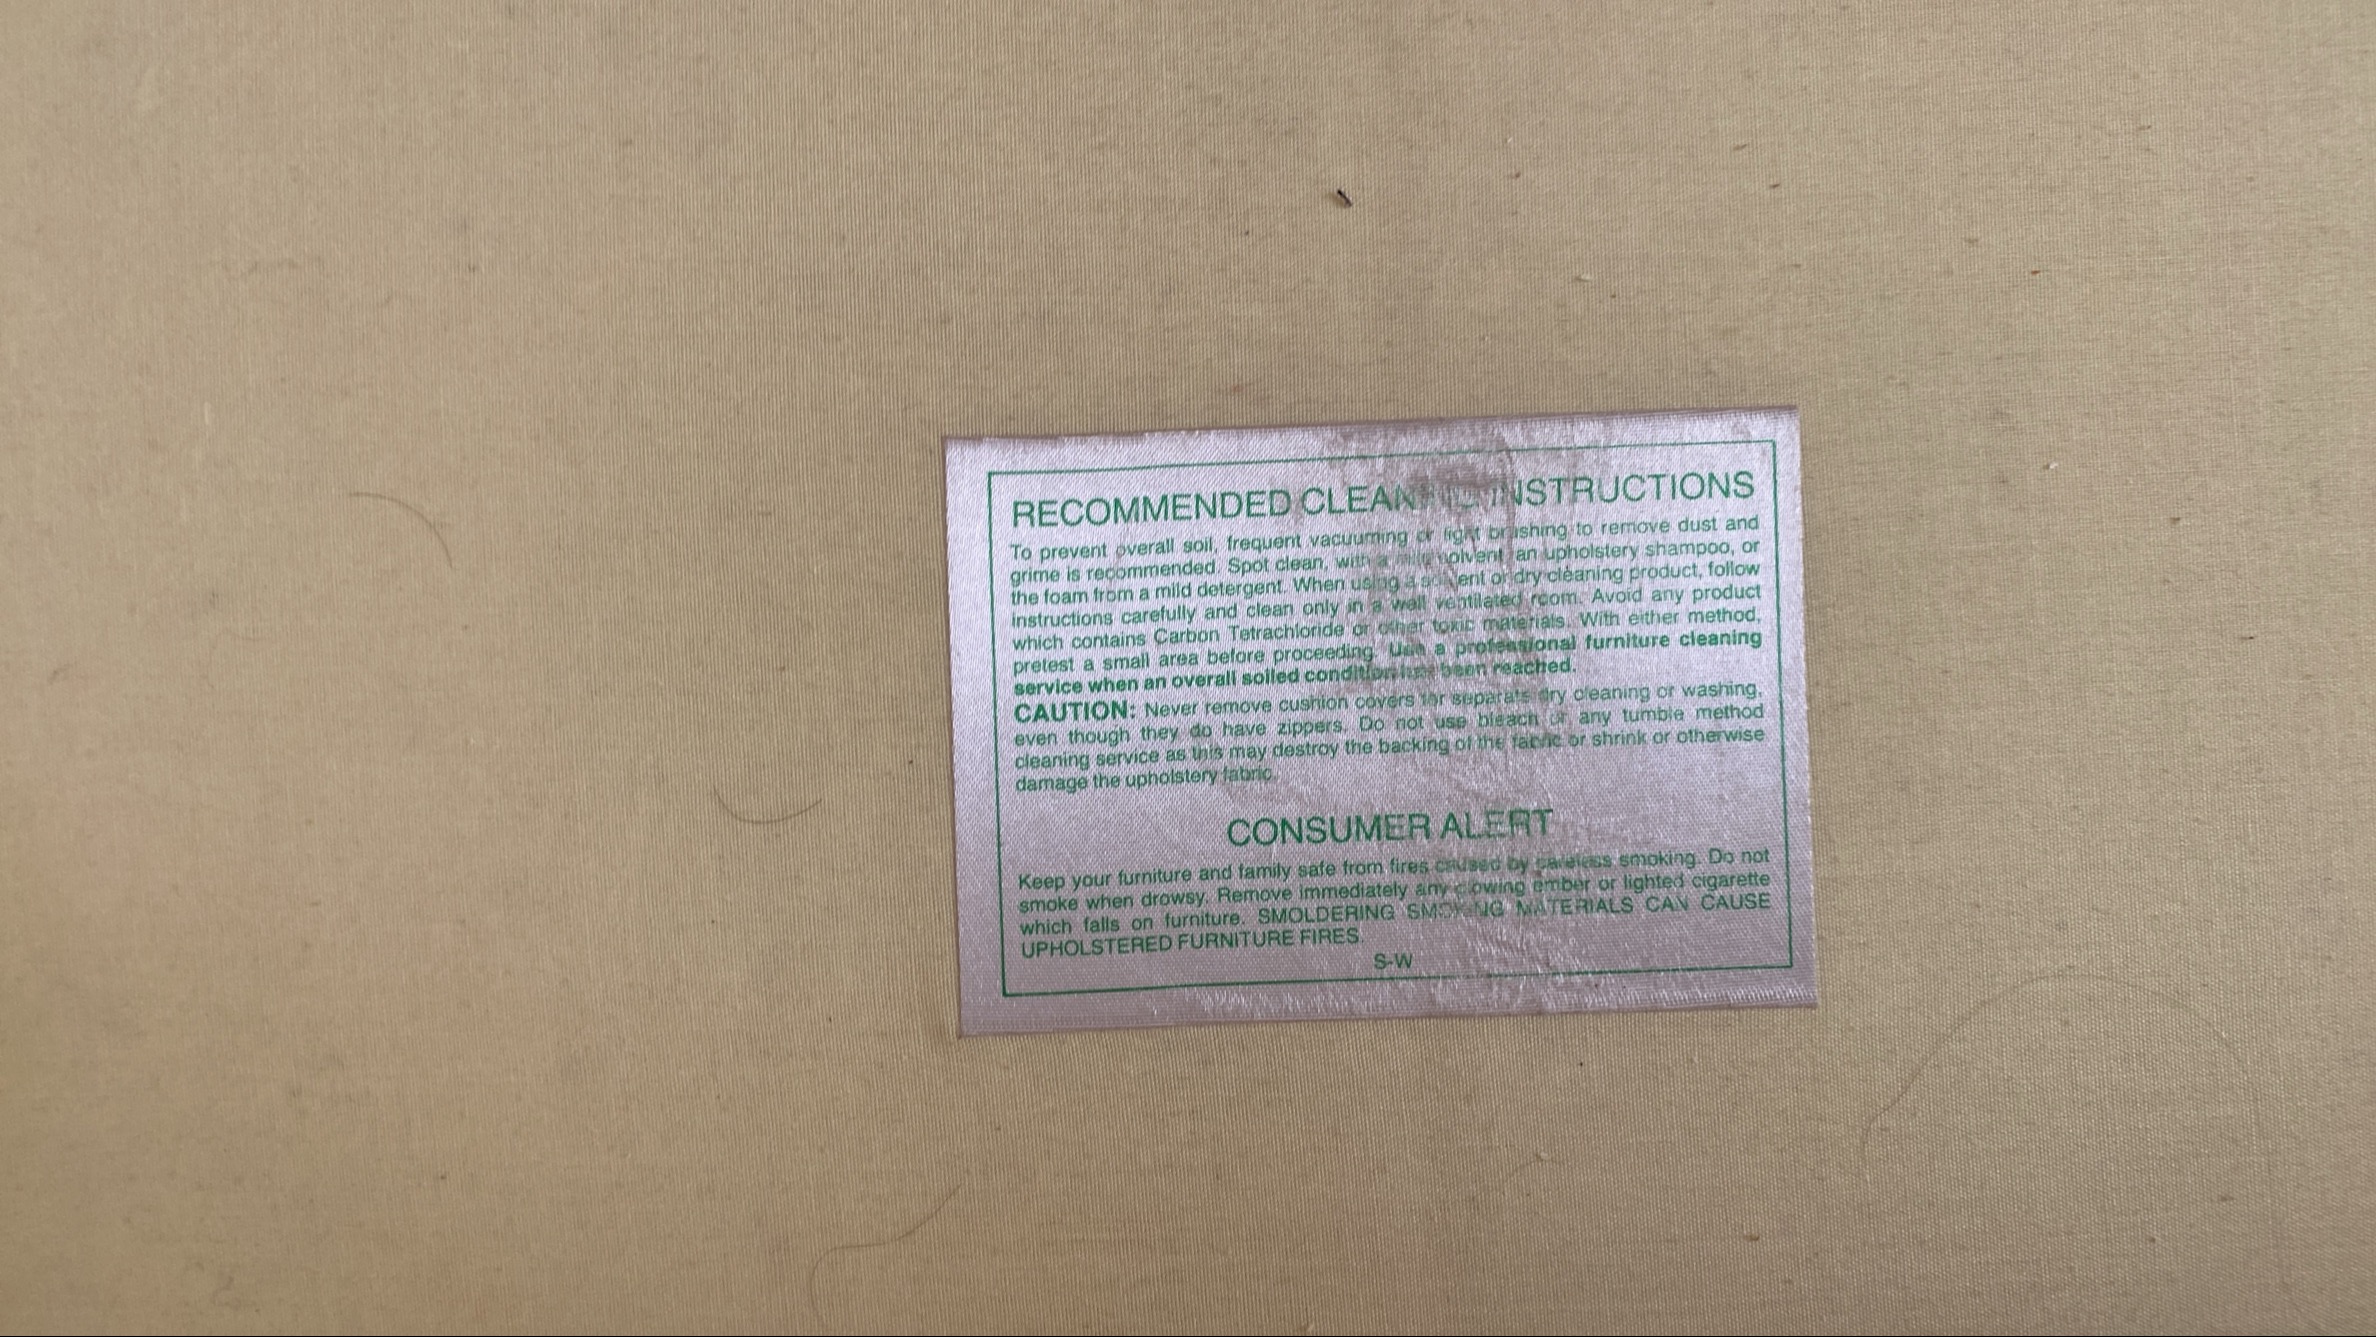 RECOMMENDED CLEANING INSTRUCTIONS
To prevent overall soil, frequent vacuuming or light brushing to remove dust and
grime is recommended. Spot clean, with a mild solvent an upholstery shampoo, or
the foam from a mild detergent. When using a solvent or dry cleaning product, follow
instructions carefully and clean only in a well ventilated room. Avoid any product
which contains Carbon Tetrachloride or other toxic materials. With either method,
pretest a small area before proceeding. Use a professional furniture cleaning
service when an overall soiled condition has been reached.
CAUTION: Never remove cushion covers for separate dry cleaning or washing,
even though they do have zippers. Do not use bleach or any tumble method
cleaning service as this may destroy the backing of the fabric or shrink or otherwise
damage the upholstery fabric.
CONSUMER ALERT
Keep your furniture and family safe from fires caused by careless smoking. Do not
smoke when drowsy. Remove immediately any glowing ember or lighted cigarette
which falls on furniture. SMOLDERING SMOKING MATERIALS CAN CAUSE
UPHOLSTERED FURNITURE FIRES.
S-W